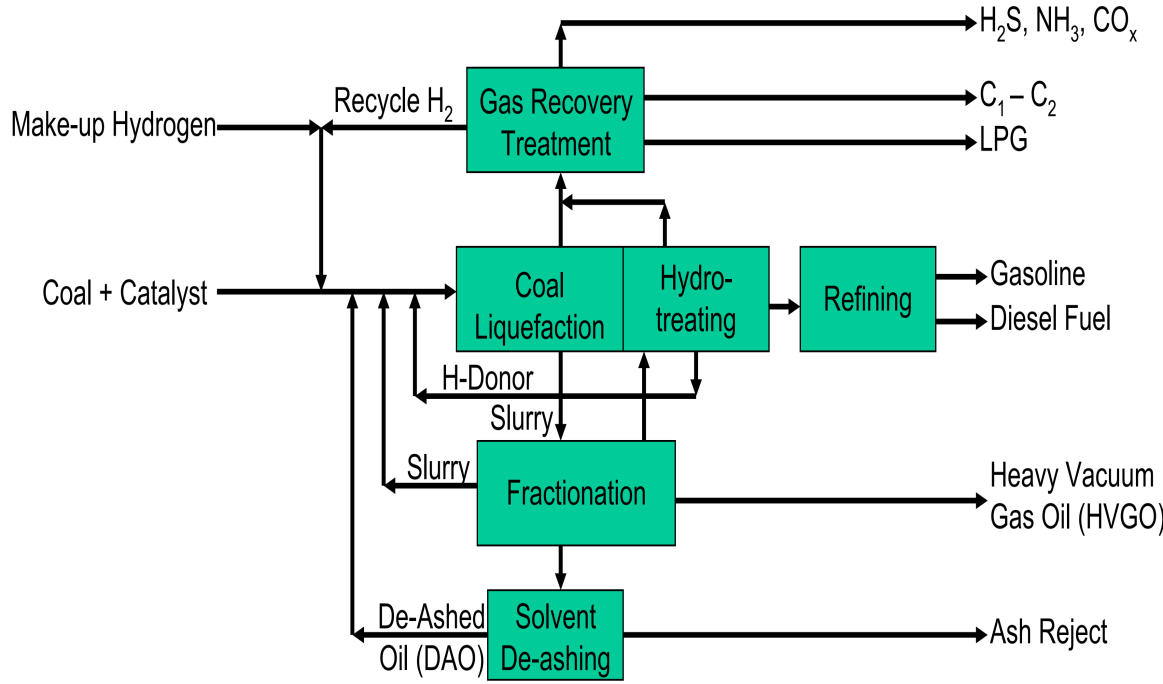 H₂S, NH₃, COₓ
Recycle H₂
Gas Recovery
Treatment
C₁ – C₂
Make-up Hydrogen
LPG
Coal + Catalyst
Coal
Liquefaction
Hydro-
treating
Refining
Gasoline
Diesel Fuel
H-Donor
Slurry
Slurry
Fractionation
Heavy Vacuum
Gas Oil (HVGO)
De-Ashed
Oil (DAO)
Solvent
De-ashing
Ash Reject